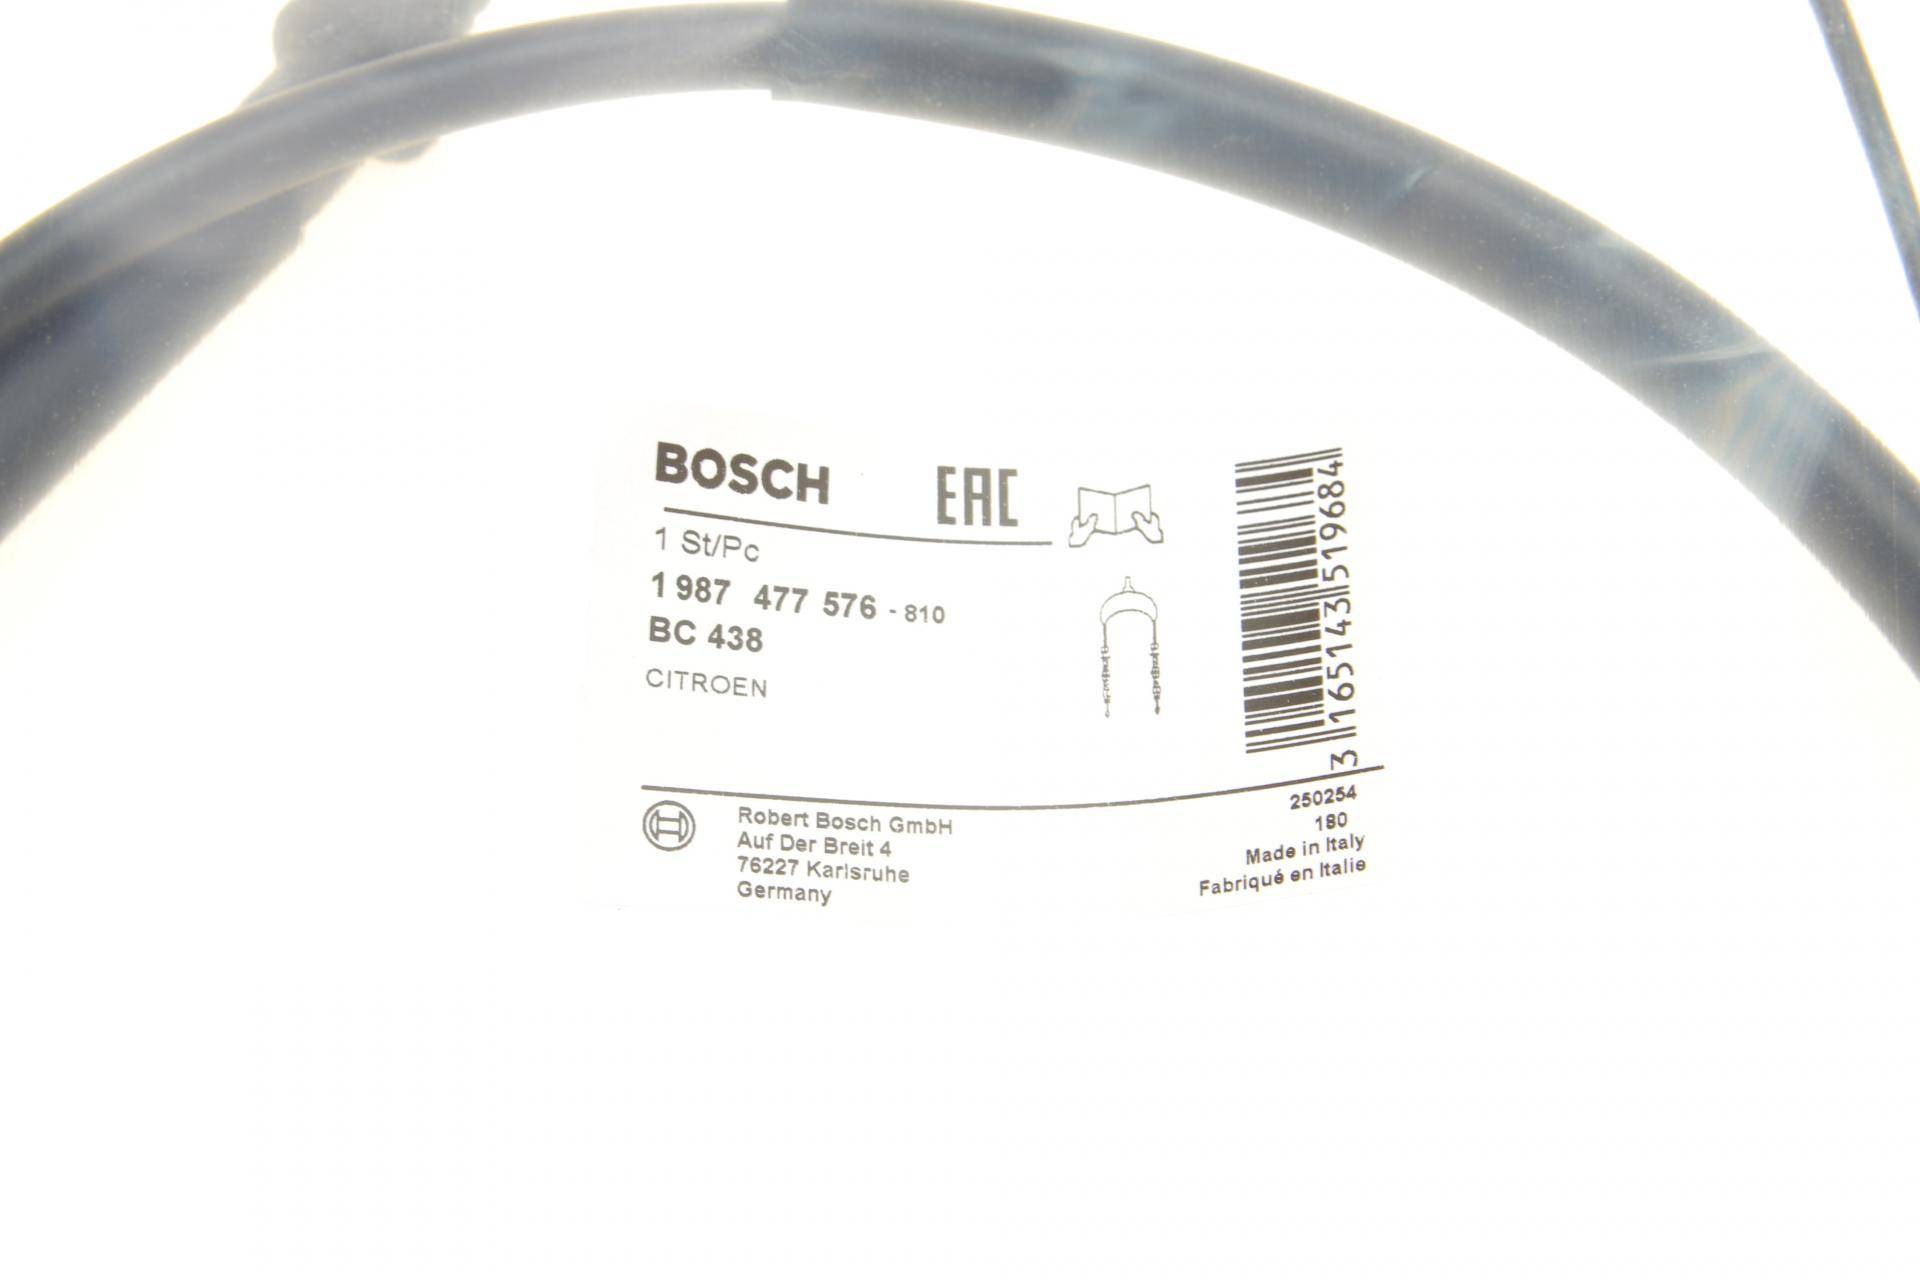 BOSCH
EAC
1 St/Pc
1 987 477 576 - 810
BC 438
CITROEN
3 165143 519684
Robert Bosch GmbH
Auf Der Breit 4
76227 Karlsruhe
Germany
250254
180
Made in Italy
Fabriqué en Italie